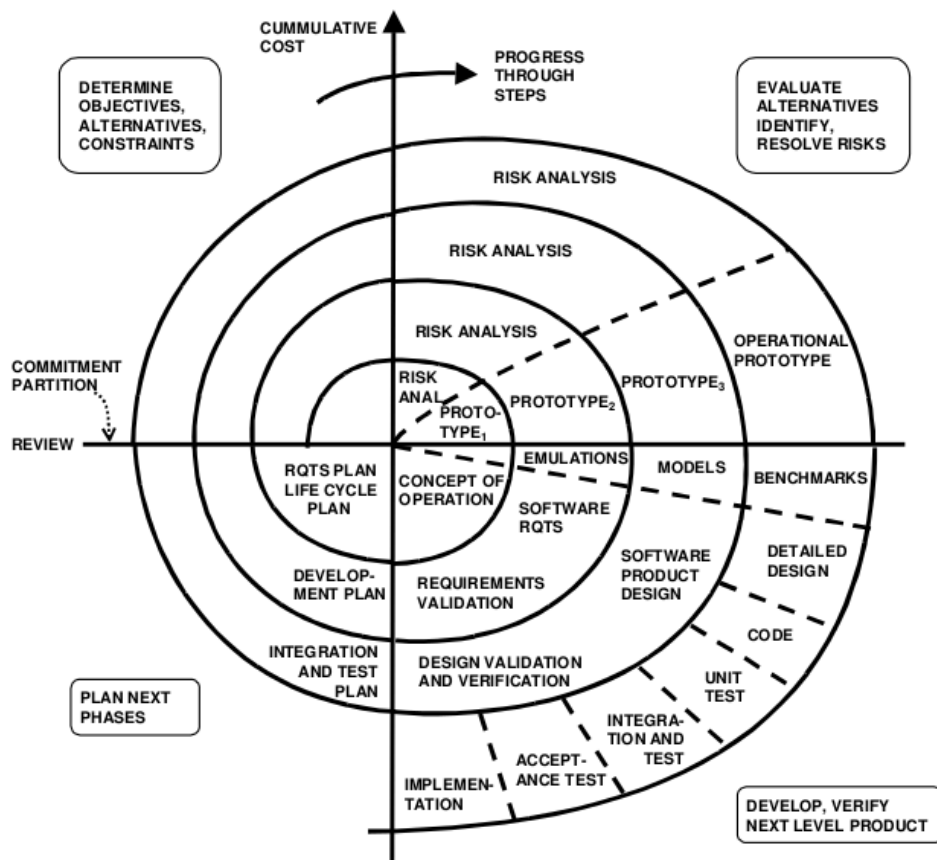 CUMMULATIVE
COST
PROGRESS
THROUGH
STEPS
DETERMINE
OBJECTIVES,
ALTERNATIVES,
CONSTRAINTS
EVALUATE
ALTERNATIVES
IDENTIFY,
RESOLVE RISKS
RISK ANALYSIS
RISK ANALYSIS
RISK ANALYSIS
RISK
ANAL.
PROTO-
TYPE1
PROTOTYPE2
PROTOTYPE3
OPERATIONAL
PROTOTYPE
COMMITMENT
PARTITION
REVIEW
RQTS PLAN
LIFE CYCLE
PLAN
CONCEPT OF
OPERATION
EMULATIONS
MODELS
BENCHMARKS
SOFTWARE
RQTS
SOFTWARE
PRODUCT
DESIGN
DETAILED
DESIGN
DEVELOP-
MENT PLAN
REQUIREMENTS
VALIDATION
CODE
INTEGRATION
AND TEST
PLAN
DESIGN VALIDATION
AND VERIFICATION
UNIT
TEST
INTEGRA-
TION AND
TEST
ACCEPT-
ANCE TEST
IMPLEMEN-
TATION
PLAN NEXT
PHASES
DEVELOP, VERIFY
NEXT LEVEL PRODUCT